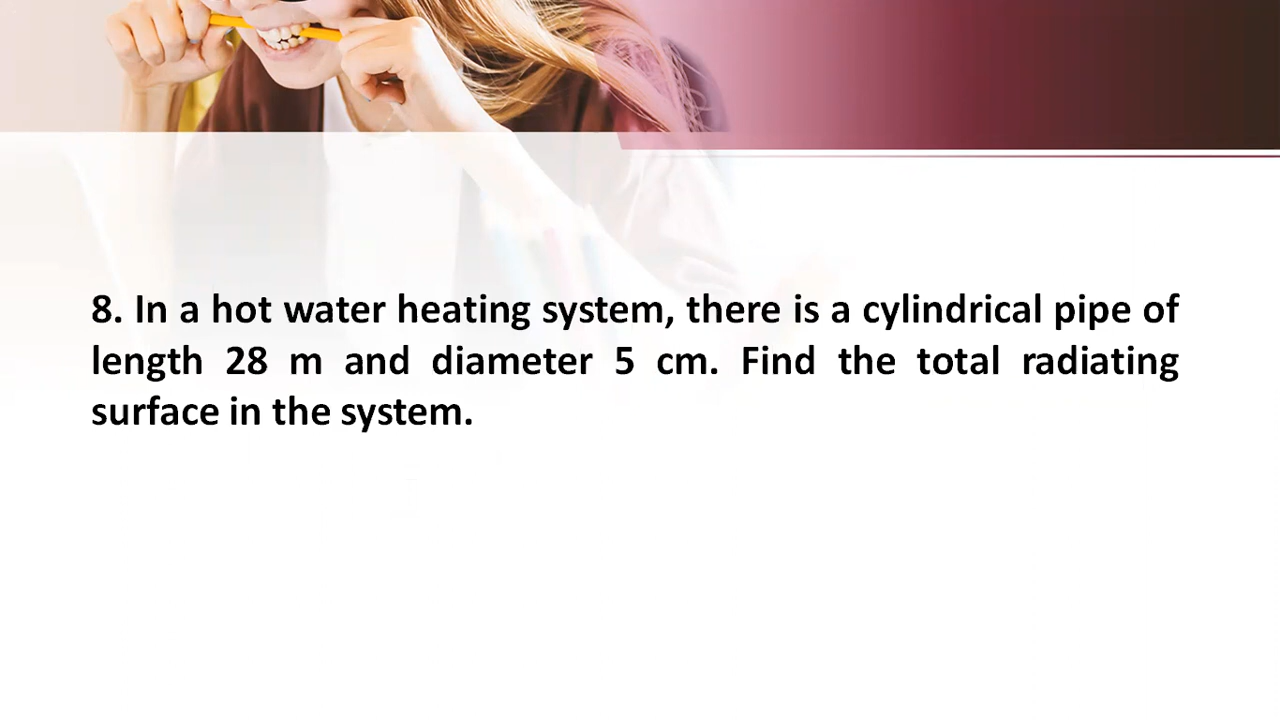 8. In a hot water heating system, there is a cylindrical pipe of
length 28 m and diameter 5 cm. Find the total radiating
surface in the system.